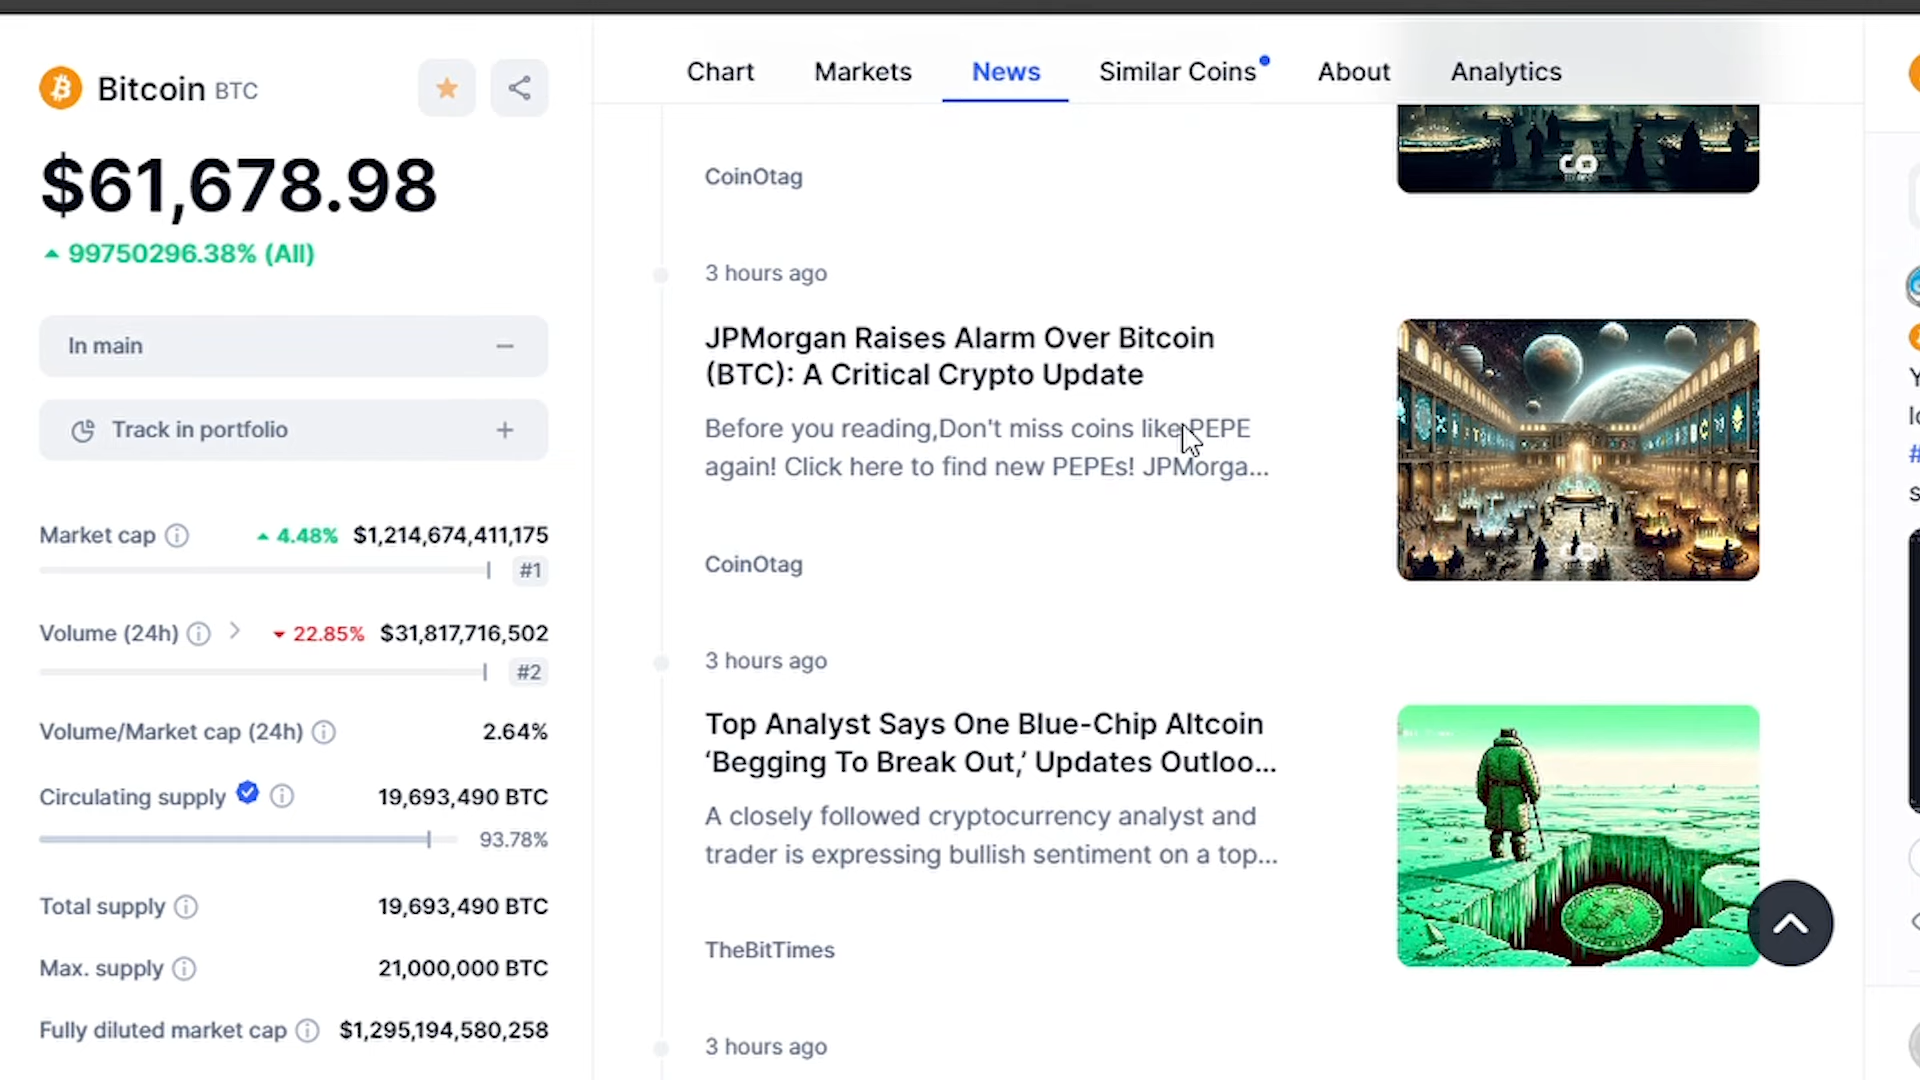 Bitcoin BTC
$61,678.98
99750296.38% (All)
In main
Track in portfolio
Market cap 4.48% $1,214,674,411,175
#1
Volume (24h) 22.85% $31,817,716,502
#2
Volume/Market cap (24h) 2.64%
Circulating supply 19,693,490 BTC
93.78%
Total supply 19,693,490 BTC
Max. supply 21,000,000 BTC
Fully diluted market cap $1,295,194,580,258
Chart Markets News Similar Coins About Analytics
CoinOtag
3 hours ago
JPMorgan Raises Alarm Over Bitcoin
(BTC): A Critical Crypto Update
Before you reading,Don't miss coins like PEPE
again! Click here to find new PEPEs! JPMorga...
CoinOtag
3 hours ago
Top Analyst Says One Blue-Chip Altcoin
‘Begging To Break Out,’ Updates Outloo...
A closely followed cryptocurrency analyst and
trader is expressing bullish sentiment on a top...
TheBitTimes
3 hours ago